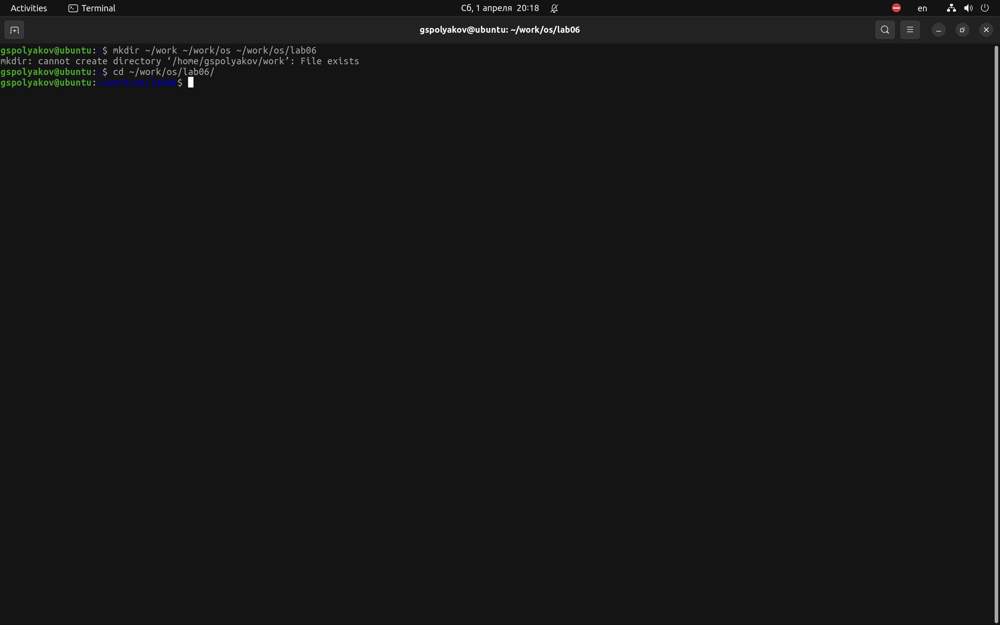 Activities Terminal Сб, 1 апреля 20:18 en
gspolyakov@ubuntu: ~/work/os/lab06
gspolyakov@ubuntu:~$ mkdir ~/work ~/work/os ~/work/os/lab06
mkdir: cannot create directory ‘/home/gspolyakov/work’: File exists
gspolyakov@ubuntu:~$ cd ~/work/os/lab06/
gspolyakov@ubuntu:~/work/os/lab06$